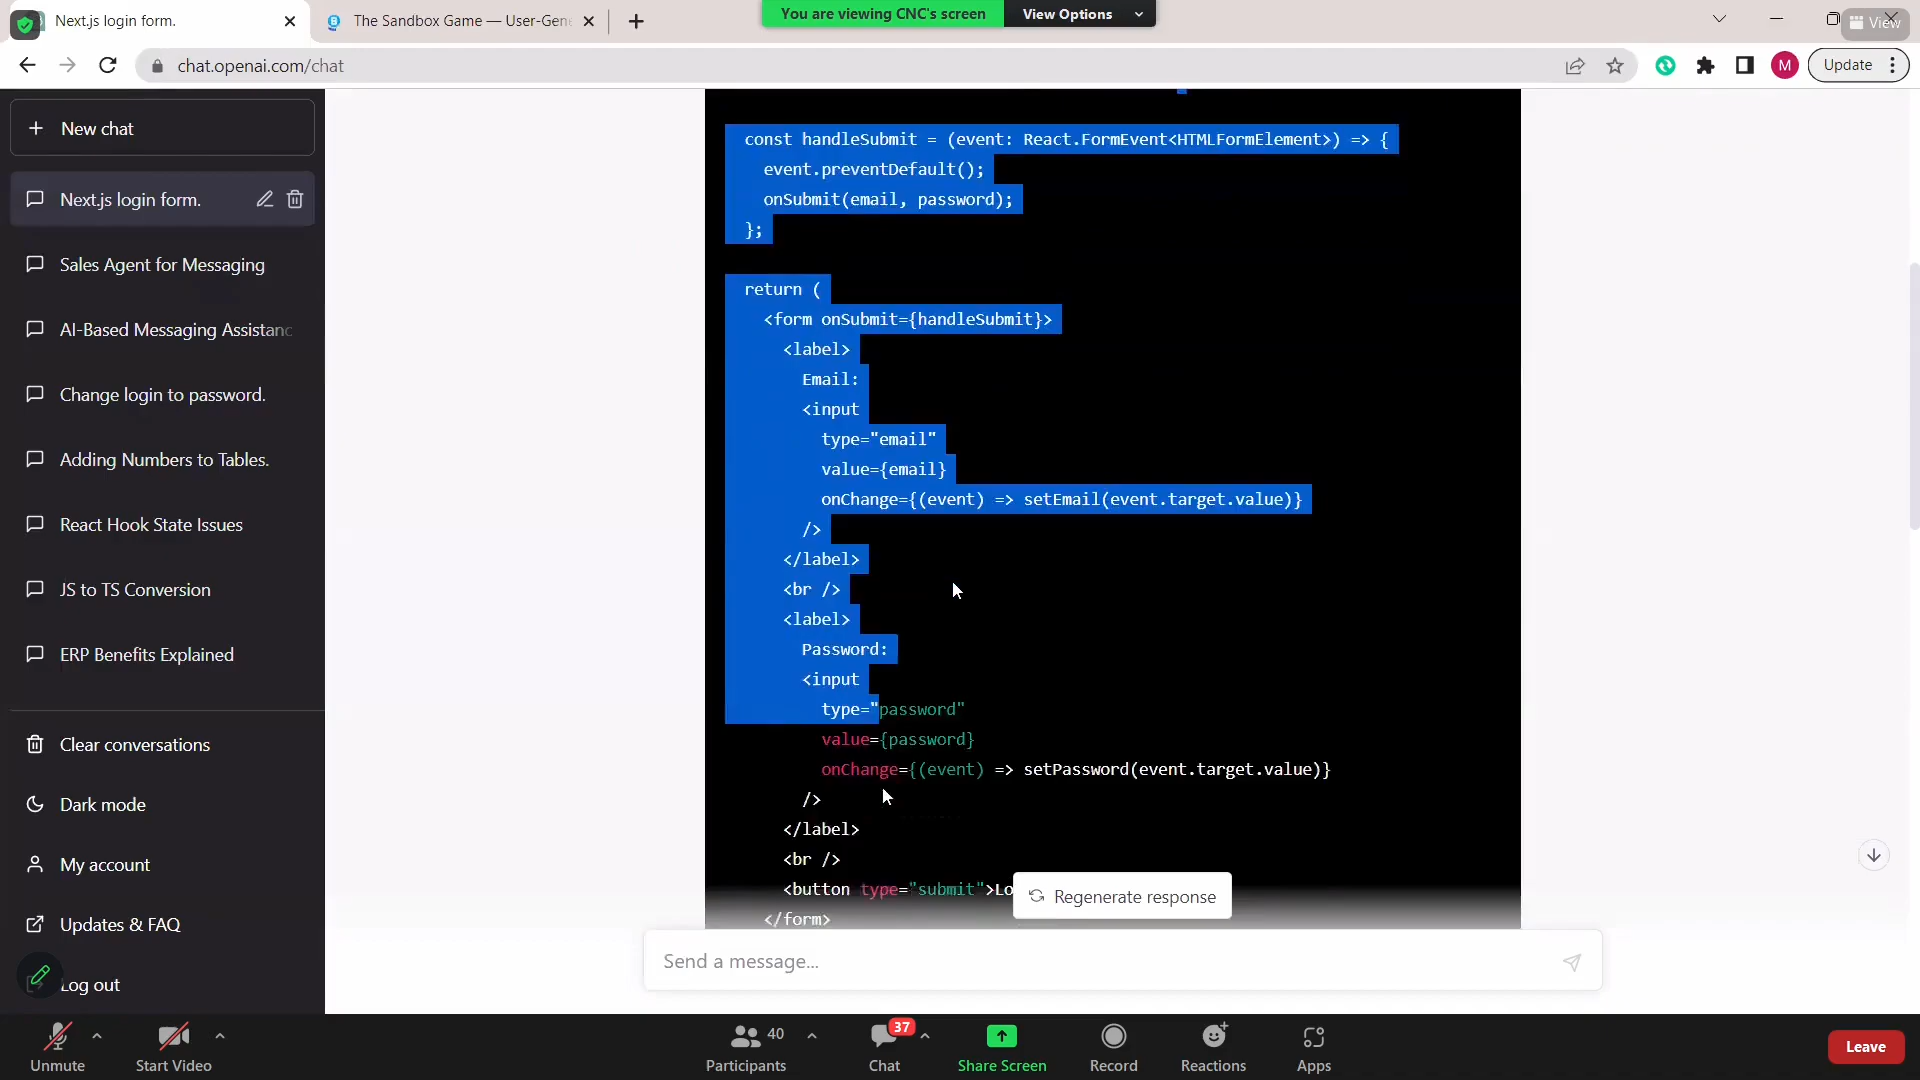 Next.js login form.
The Sandbox Game — User-Gene
You are viewing CNC's screen
View Options
View
chat.openai.com/chat
M
Update
New chat
Next.js login form.
Sales Agent for Messaging
AI-Based Messaging Assistanc
Change login to password.
Adding Numbers to Tables.
React Hook State Issues
JS to TS Conversion
ERP Benefits Explained
Clear conversations
Dark mode
My account
Updates & FAQ
Log out
const handleSubmit = (event: React.FormEvent<HTMLFormElement>) => {
event.preventDefault();
onSubmit(email, password);
};
return (
<form onSubmit={handleSubmit}>
<label>
Email:
<input
type="email"
value={email}
onChange={(event) => setEmail(event.target.value)}
/>
</label>
<br />
<label>
Password:
<input
type="password"
value={password}
onChange={(event) => setPassword(event.target.value)}
/>
</label>
<br />
<button type="submit">Lo
</form>
Regenerate response
Send a message...
Unmute
Start Video
40
Participants
37
Chat
Share Screen
Record
Reactions
Apps
Leave